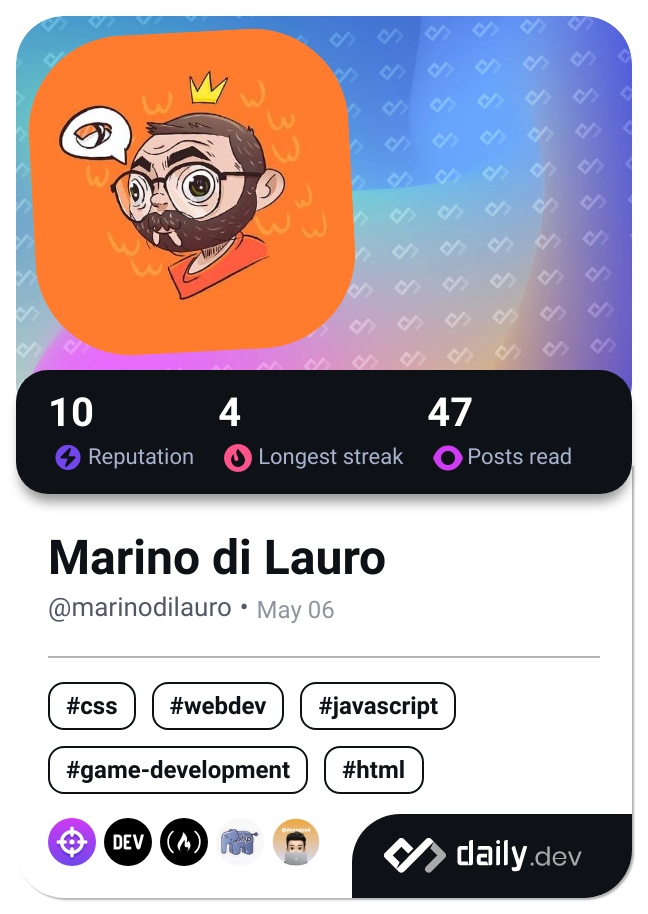 10 4 47
Reputation Longest streak Posts read
Marino di Lauro
@marinodilauro • May 06
#css #webdev #javascript
#game-development #html
DEV php
daily.dev